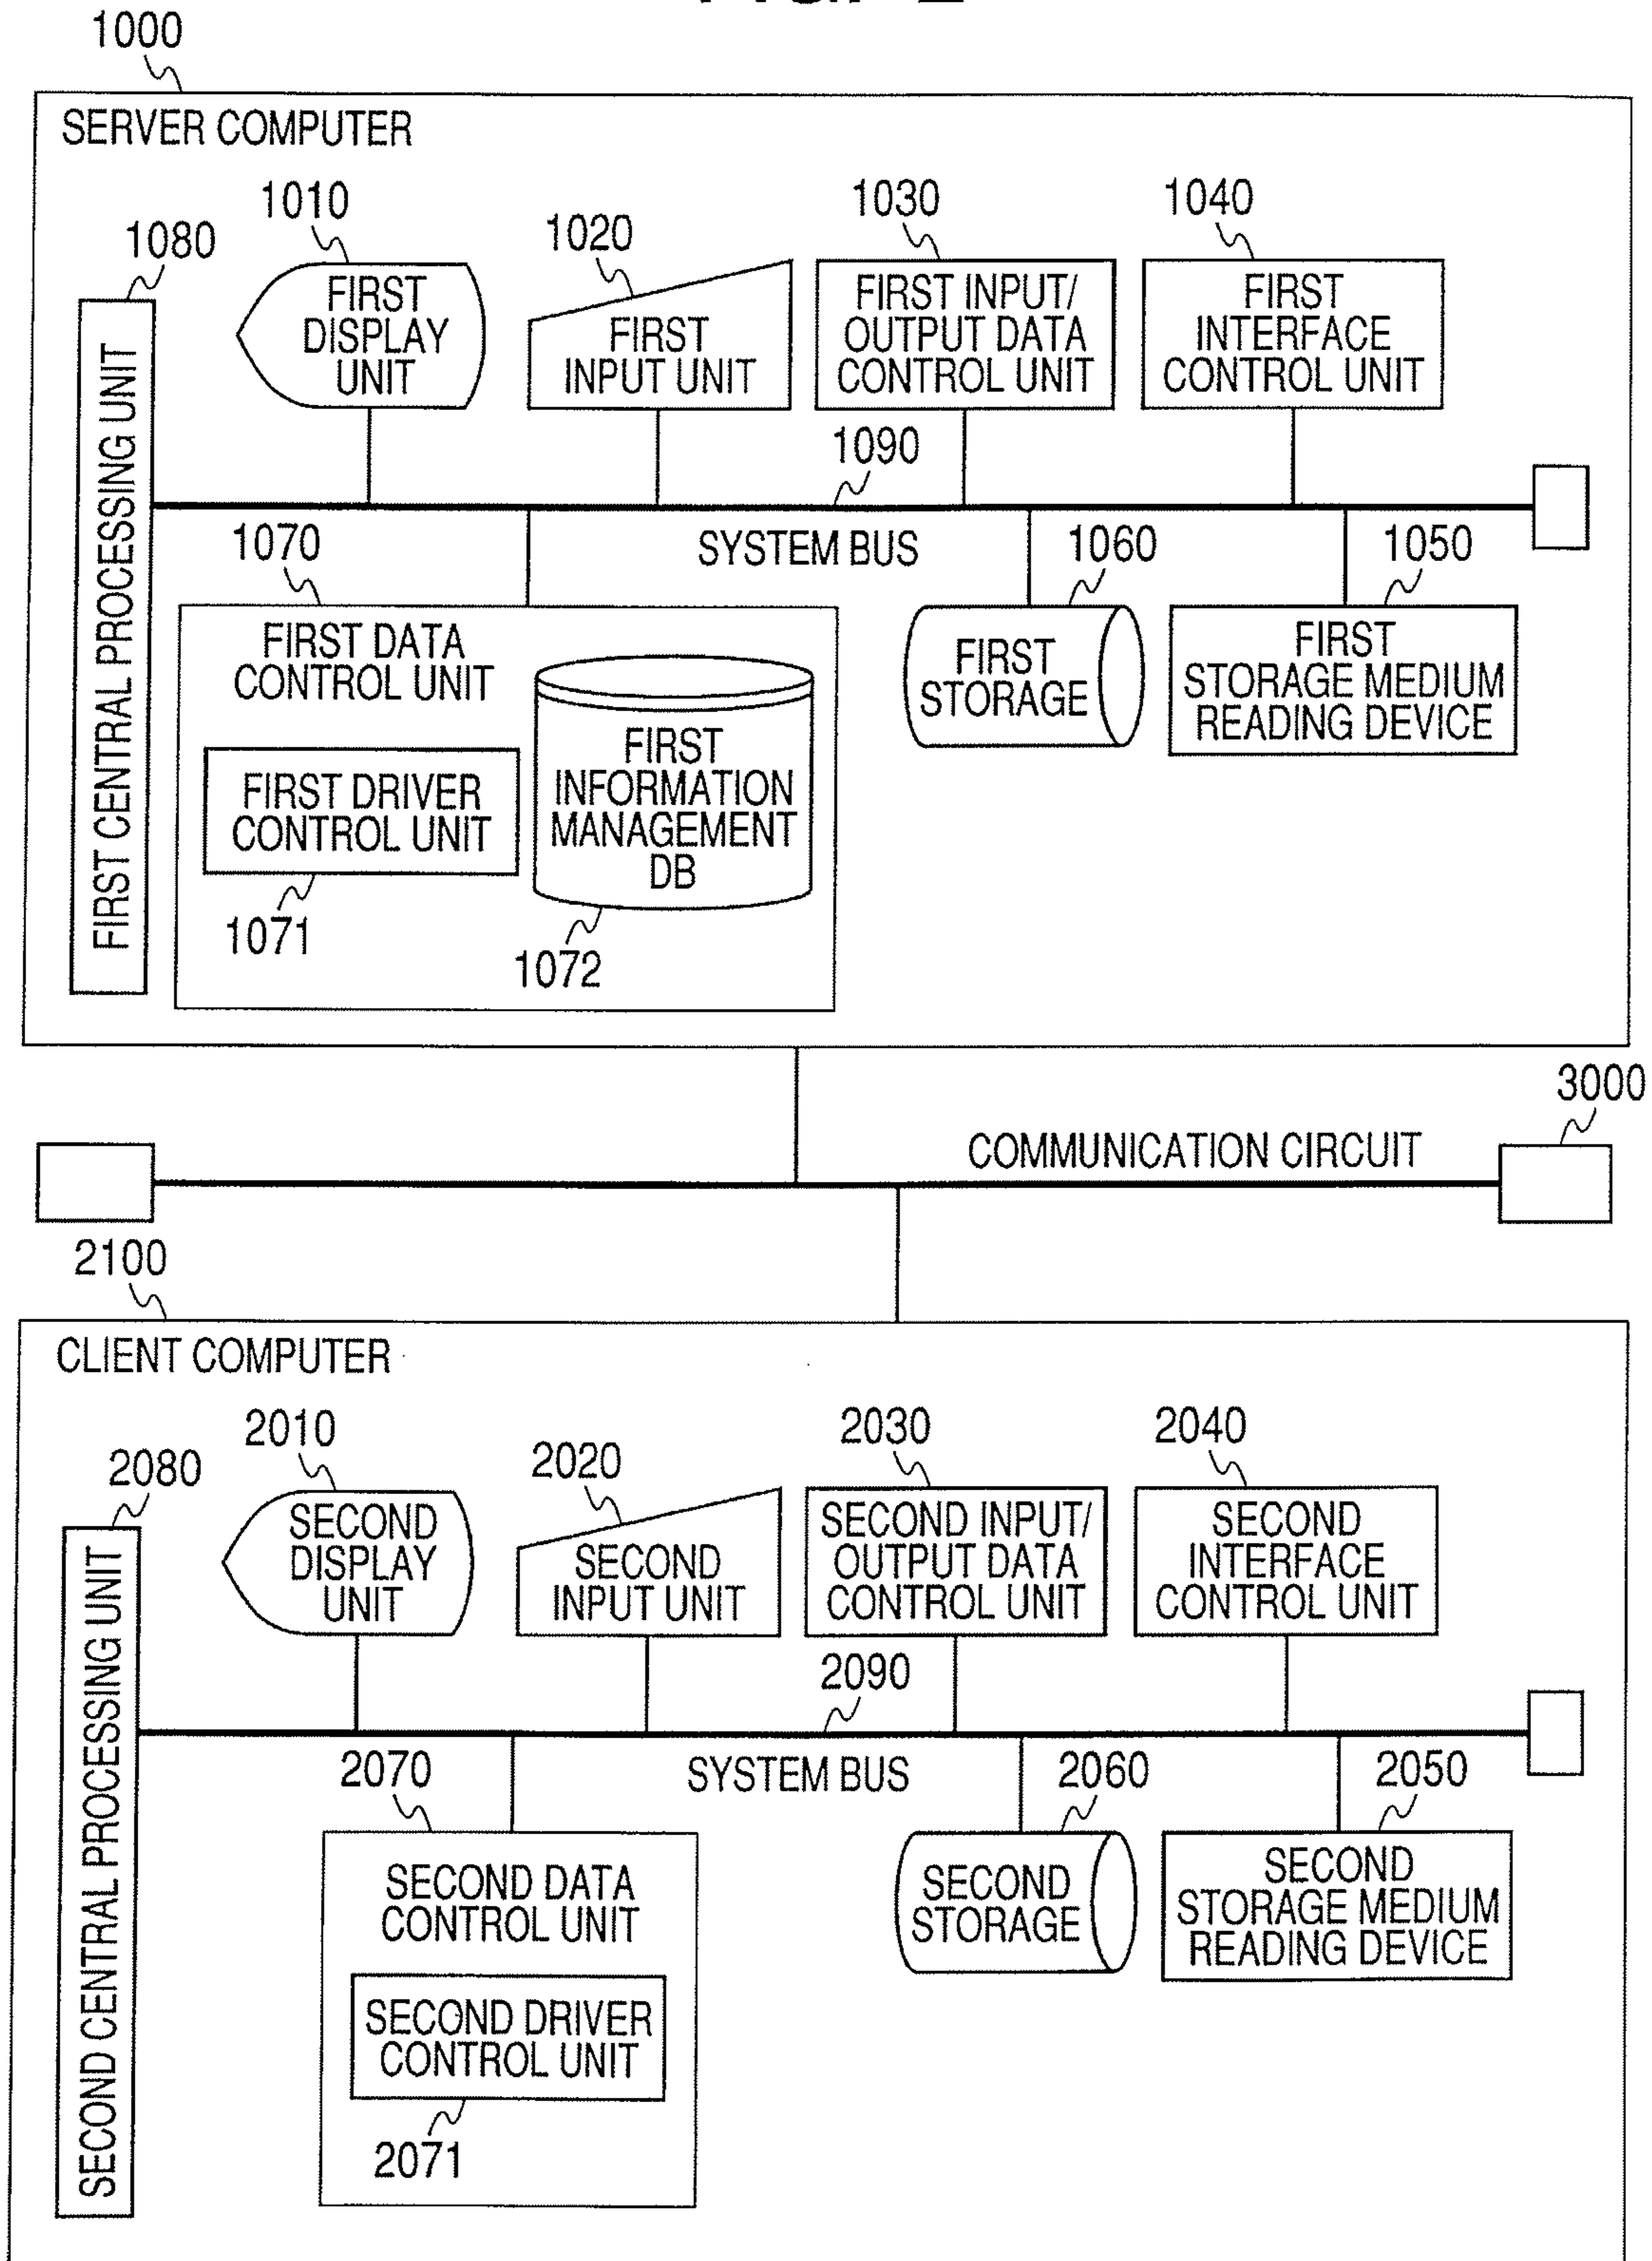 1000
SERVER COMPUTER
1010
1020
1030
1040
1080
FIRST
DISPLAY
UNIT
FIRST
INPUT UNIT
FIRST INPUT/
OUTPUT DATA
CONTROL UNIT
FIRST
INTERFACE
CONTROL UNIT
FIRST CENTRAL PROCESSING UNIT
1090
SYSTEM BUS
1070
1060
1050
FIRST DATA
CONTROL UNIT
FIRST DRIVER
CONTROL UNIT
1071
FIRST
INFORMATION
MANAGEMENT
DB
1072
FIRST
STORAGE
FIRST
STORAGE MEDIUM
READING DEVICE
3000
COMMUNICATION CIRCUIT
2100
CLIENT COMPUTER
2010
2020
2030
2040
2080
SECOND
DISPLAY
UNIT
SECOND
INPUT UNIT
SECOND INPUT/
OUTPUT DATA
CONTROL UNIT
SECOND
INTERFACE
CONTROL UNIT
SECOND CENTRAL PROCESSING UNIT
2090
SYSTEM BUS
2070
2060
2050
SECOND DATA
CONTROL UNIT
SECOND DRIVER
CONTROL UNIT
2071
SECOND
STORAGE
SECOND
STORAGE MEDIUM
READING DEVICE